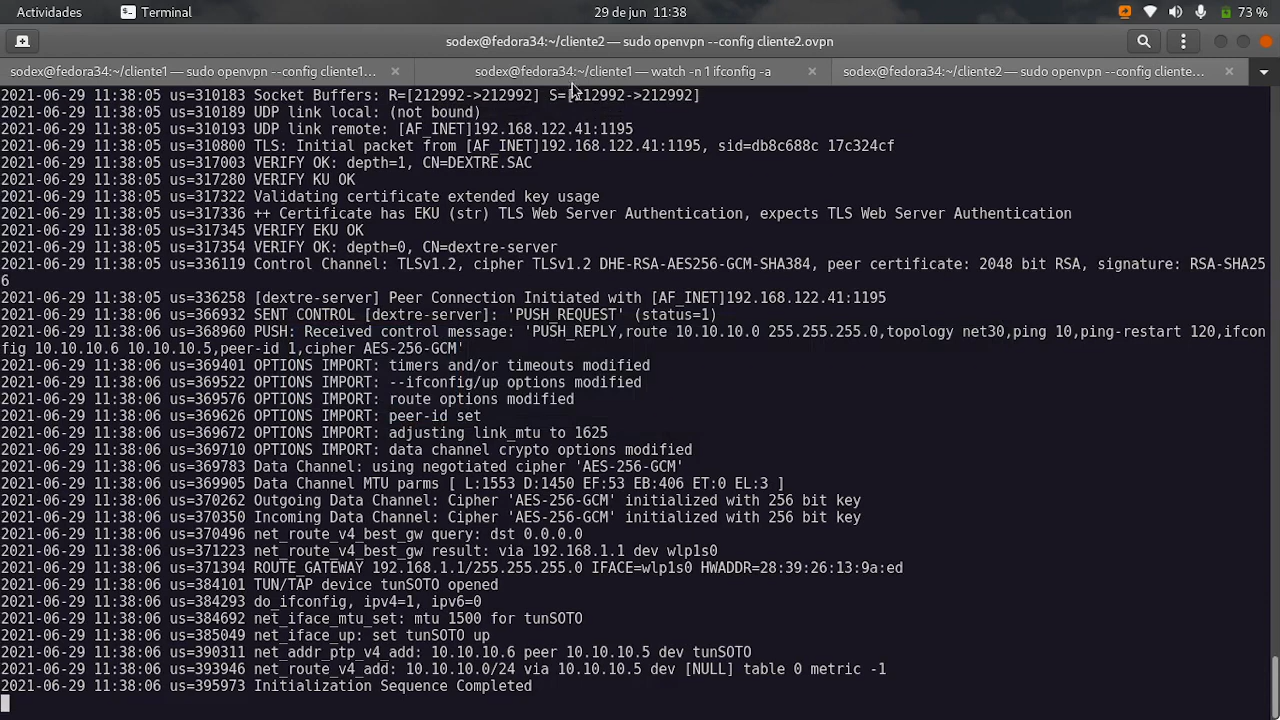 Actividades
Terminal
29 de jun 11:38
73 %
sodex@fedora34:~/cliente2 — sudo openvpn --config cliente2.ovpn
sodex@fedora34:~/cliente1 — sudo openvpn --config cliente1...
sodex@fedora34:~/cliente1 — watch -n 1 ifconfig -a
sodex@fedora34:~/cliente2 — sudo openvpn --config cliente...
2021-06-29 11:38:05 us=310183 Socket Buffers: R=[212992->212992] S=[212992->212992]
2021-06-29 11:38:05 us=310189 UDP link local: (not bound)
2021-06-29 11:38:05 us=310193 UDP link remote: [AF_INET]192.168.122.41:1195
2021-06-29 11:38:05 us=310800 TLS: Initial packet from [AF_INET]192.168.122.41:1195, sid=db8c688c 17c324cf
2021-06-29 11:38:05 us=317003 VERIFY OK: depth=1, CN=DEXTRE.SAC
2021-06-29 11:38:05 us=317280 VERIFY KU OK
2021-06-29 11:38:05 us=317322 Validating certificate extended key usage
2021-06-29 11:38:05 us=317336 ++ Certificate has EKU (str) TLS Web Server Authentication, expects TLS Web Server Authentication
2021-06-29 11:38:05 us=317345 VERIFY EKU OK
2021-06-29 11:38:05 us=317354 VERIFY OK: depth=0, CN=dextre-server
2021-06-29 11:38:05 us=336119 Control Channel: TLSv1.2, cipher TLSv1.2 DHE-RSA-AES256-GCM-SHA384, peer certificate: 2048 bit RSA, signature: RSA-SHA25
6
2021-06-29 11:38:05 us=336258 [dextre-server] Peer Connection Initiated with [AF_INET]192.168.122.41:1195
2021-06-29 11:38:06 us=366932 SENT CONTROL [dextre-server]: 'PUSH_REQUEST' (status=1)
2021-06-29 11:38:06 us=368960 PUSH: Received control message: 'PUSH_REPLY,route 10.10.10.0 255.255.255.0,topology net30,ping 10,ping-restart 120,ifcon
fig 10.10.10.6 10.10.10.5,peer-id 1,cipher AES-256-GCM'
2021-06-29 11:38:06 us=369401 OPTIONS IMPORT: timers and/or timeouts modified
2021-06-29 11:38:06 us=369522 OPTIONS IMPORT: --ifconfig/up options modified
2021-06-29 11:38:06 us=369576 OPTIONS IMPORT: route options modified
2021-06-29 11:38:06 us=369626 OPTIONS IMPORT: peer-id set
2021-06-29 11:38:06 us=369672 OPTIONS IMPORT: adjusting link_mtu to 1625
2021-06-29 11:38:06 us=369710 OPTIONS IMPORT: data channel crypto options modified
2021-06-29 11:38:06 us=369783 Data Channel: using negotiated cipher 'AES-256-GCM'
2021-06-29 11:38:06 us=369905 Data Channel MTU parms [ L:1553 D:1450 EF:53 EB:406 ET:0 EL:3 ]
2021-06-29 11:38:06 us=370262 Outgoing Data Channel: Cipher 'AES-256-GCM' initialized with 256 bit key
2021-06-29 11:38:06 us=370350 Incoming Data Channel: Cipher 'AES-256-GCM' initialized with 256 bit key
2021-06-29 11:38:06 us=370496 net_route_v4_best_gw query: dst 0.0.0.0
2021-06-29 11:38:06 us=371223 net_route_v4_best_gw result: via 192.168.1.1 dev wlp1s0
2021-06-29 11:38:06 us=371394 ROUTE_GATEWAY 192.168.1.1/255.255.255.0 IFACE=wlp1s0 HWADDR=28:39:26:13:9a:ed
2021-06-29 11:38:06 us=384101 TUN/TAP device tunSOTO opened
2021-06-29 11:38:06 us=384293 do_ifconfig, ipv4=1, ipv6=0
2021-06-29 11:38:06 us=384692 net_iface_mtu_set: mtu 1500 for tunSOTO
2021-06-29 11:38:06 us=385049 net_iface_up: set tunSOTO up
2021-06-29 11:38:06 us=390311 net_addr_ptp_v4_add: 10.10.10.6 peer 10.10.10.5 dev tunSOTO
2021-06-29 11:38:06 us=393946 net_route_v4_add: 10.10.10.0/24 via 10.10.10.5 dev [NULL] table 0 metric -1
2021-06-29 11:38:06 us=395973 Initialization Sequence Completed